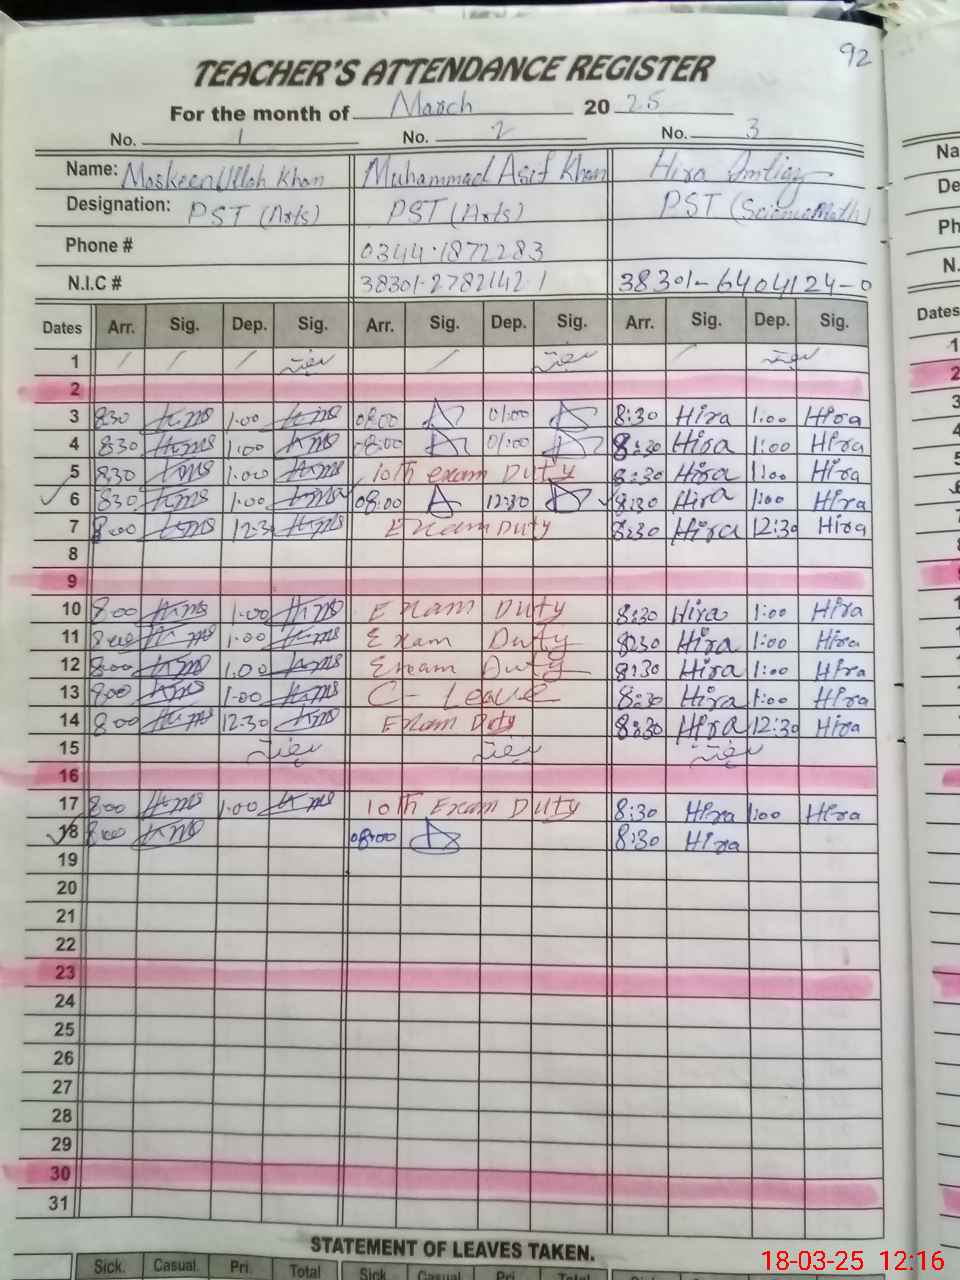 92
TEACHER'S ATTENDANCE REGISTER
For the month of March 2025
No. 1 No. 2 No. 3
Name: Maskeen Ullah Khan Muhammad Asif Khan Hira Imtiaz
Designation: PST (Arts) PST (Arts) PST (Science Math)
Phone # 0344-1872283
N.I.C # 38301-2782142-1 38301-6404124-0
Dates Arr. Sig. Dep. Sig. Arr. Sig. Dep. Sig. Arr. Sig. Dep. Sig.
1 / / / / /
2
3 830 1.00 08:00 01:00 8:30 Hira 1:00 Hira
4 830 1.00 08:00 01:00 8:30 Hira 1:00 Hira
5 830 1.00 10th exam Duty 8:30 Hira 1:00 Hira
6 830 1.00 08:00 12:30 8:30 Hira 1:00 Hira
7 8:00 12:30 Exam Duty 8:30 Hira 12:30 Hira
8
9
10 8:00 1.00 Exam Duty 8:30 Hira 1:00 Hira
11 8:00 1.00 Exam Duty 8:30 Hira 1:00 Hira
12 8:00 1.00 Exam Duty 8:30 Hira 1:00 Hira
13 8:00 1.00 C-Leave 8:30 Hira 1:00 Hira
14 8:00 12:30 Exam Duty 8:30 Hira 12:30 Hira
15
16
17 8:00 1.00 10th Exam Duty 8:30 Hira 1:00 Hira
18 8:00 08:00 8:30 Hira
19
20
21
22
23
24
25
26
27
28
29
30
31
STATEMENT OF LEAVES TAKEN.
Sick. Casual. Pri. Total Sick. Casual. Pri. Total Sick. Casual. Pri. Total
18-03-25 12:16